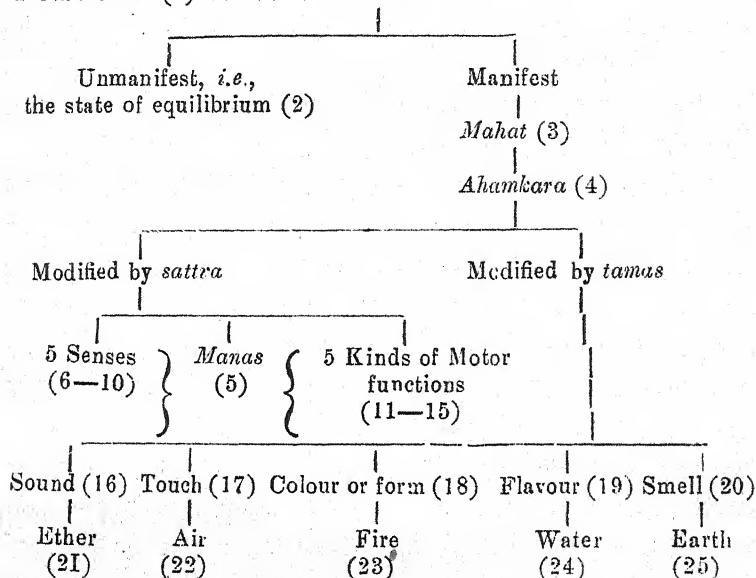 Unmanifest, i.e., Manifest
the state of equilibrium (2)
Mahat (3)
Ahamkara (4)
Modified by sattva Modified by tamas
5 Senses Manas 5 Kinds of Motor
(6—10) (5) functions
(11—15)
Sound (16) Touch (17) Colour or form (18) Flavour (19) Smell (20)
Ether Air Fire Water Earth
(21) (22) (23) (24) (25)